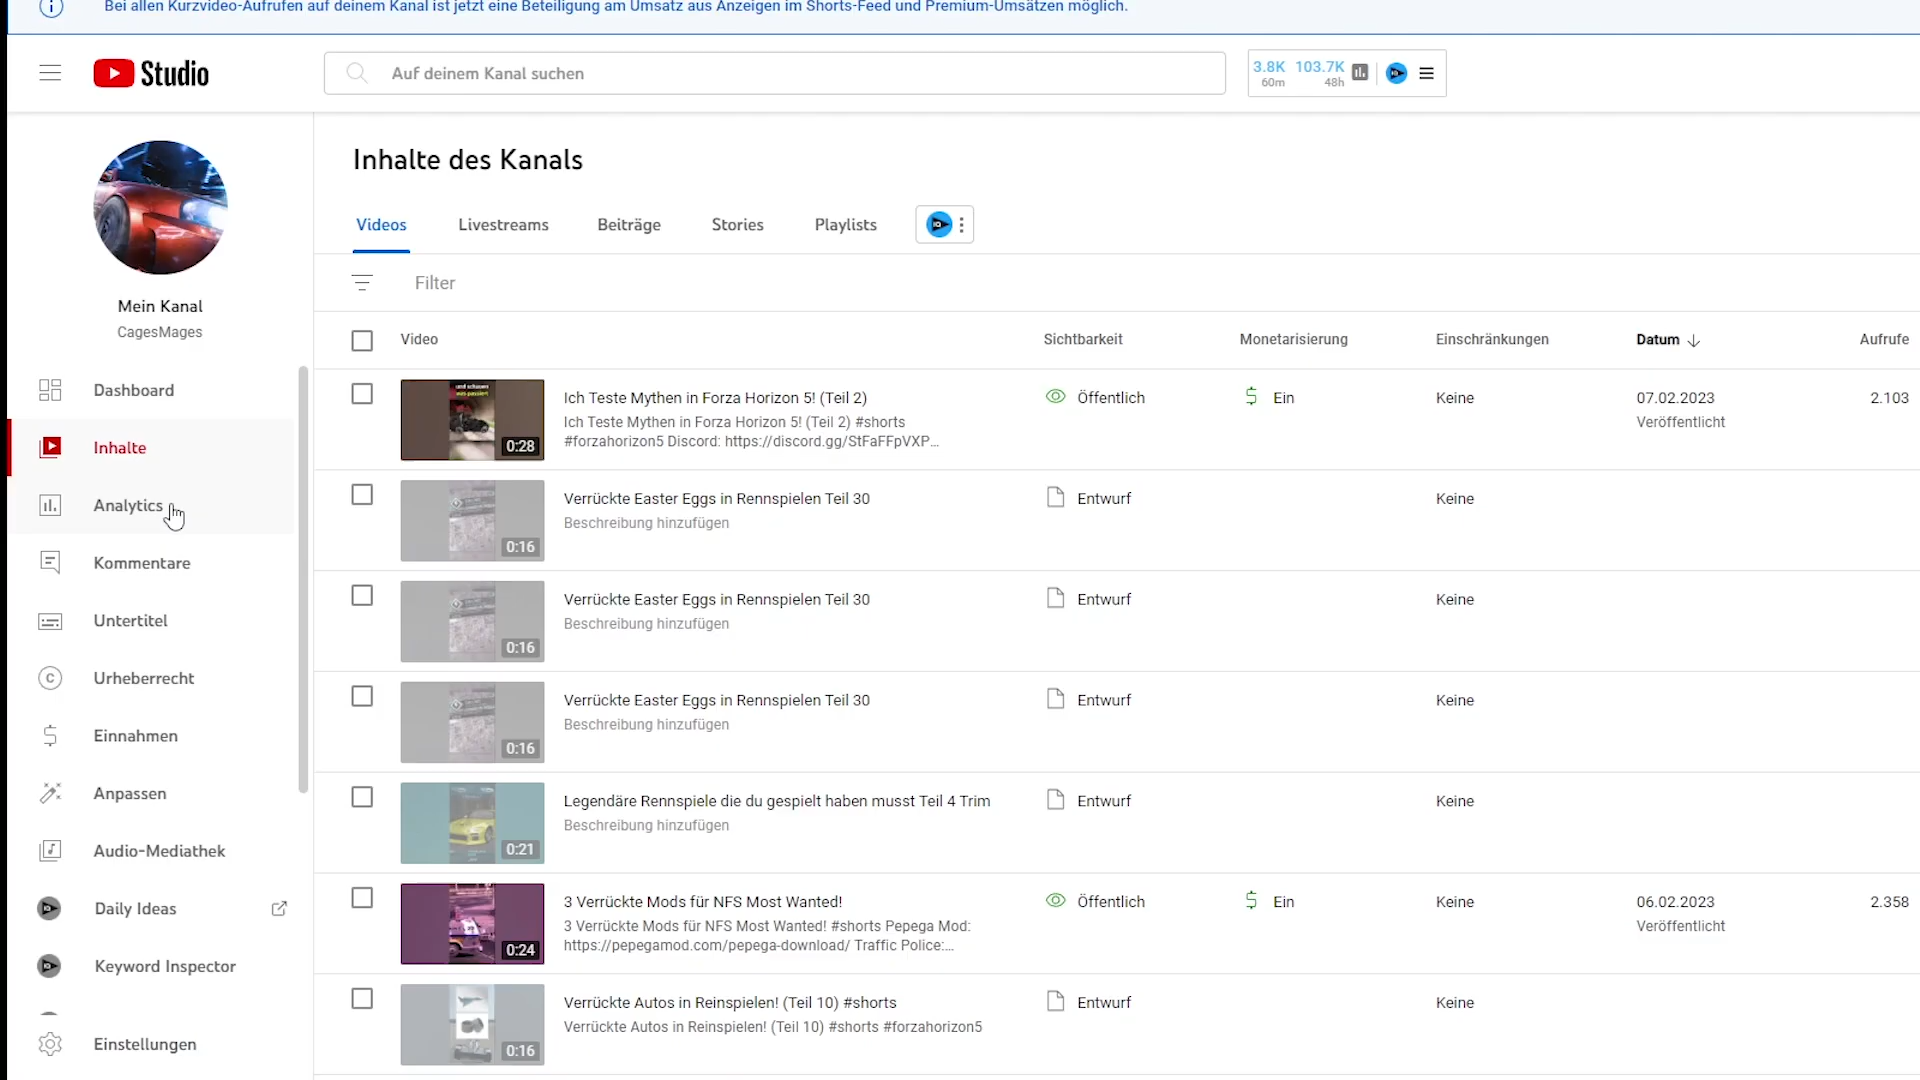 Bei allen Kurzvideo-Aufrufen auf deinem Kanal ist jetzt eine Beteiligung am Umsatz aus Anzeigen im Shorts-Feed und Premium-Umsätzen möglich.
Studio
Auf deinem Kanal suchen
3.8K 103.7K
60m 48h
Inhalte des Kanals
Videos Livestreams Beiträge Stories Playlists
Filter
Mein Kanal
CagesMages
Dashboard
Inhalte
Analytics
Kommentare
Untertitel
Urheberrecht
Einnahmen
Anpassen
Audio-Mediathek
Daily Ideas
Keyword Inspector
Einstellungen
Video Sichtbarkeit Monetarisierung Einschränkungen Datum Aufrufe
und schauen
was passiert
0:28
Ich Teste Mythen in Forza Horizon 5! (Teil 2) Öffentlich Ein Keine 07.02.2023 2.103
Ich Teste Mythen in Forza Horizon 5! (Teil 2) #shorts Veröffentlicht
#forzahorizon5 Discord: https://discord.gg/StFaFFpVXP...
Verrückte Easter Eggs in Rennspielen Teil 30 Entwurf Keine
Beschreibung hinzufügen
0:16
Verrückte Easter Eggs in Rennspielen Teil 30 Entwurf Keine
Beschreibung hinzufügen
0:16
Verrückte Easter Eggs in Rennspielen Teil 30 Entwurf Keine
Beschreibung hinzufügen
0:16
Legendäre Rennspiele die du gespielt haben musst Teil 4 Trim Entwurf Keine
Beschreibung hinzufügen
0:21
3 Verrückte Mods für NFS Most Wanted! Öffentlich Ein Keine 06.02.2023 2.358
3 Verrückte Mods für NFS Most Wanted! #shorts Pepega Mod: Veröffentlicht
https://pepegamod.com/pepega-download/ Traffic Police:...
0:24
Verrückte Autos in Reinspielen! (Teil 10) #shorts Entwurf Keine
Verrückte Autos in Reinspielen! (Teil 10) #shorts #forzahorizon5
0:16